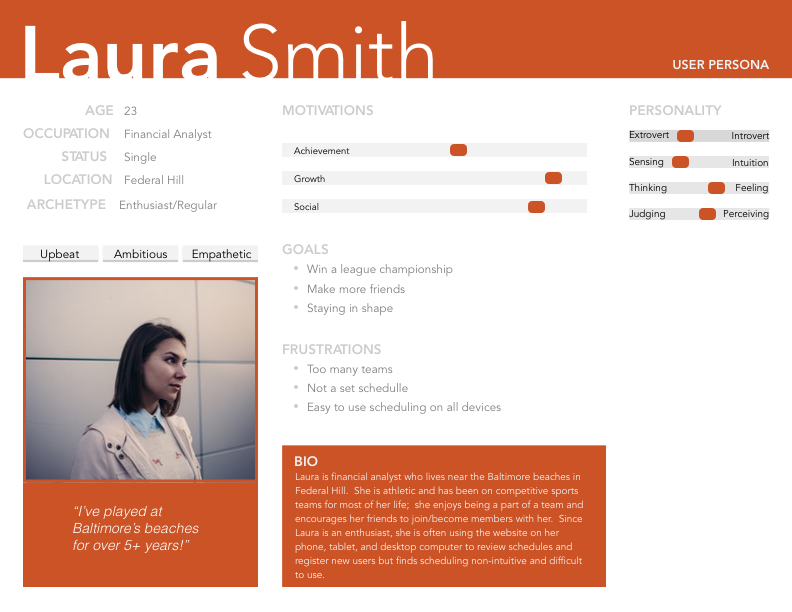 Laura Smith
USER PERSONA
AGE 23
OCCUPATION Financial Analyst
STATUS Single
LOCATION Federal Hill
ARCHETYPE Enthusiast/Regular
Upbeat Ambitious Empathetic
“I’ve played at
Baltimore’s beaches
for over 5+ years!”
MOTIVATIONS
Achievement
Growth
Social
GOALS
• Win a league championship
• Make more friends
• Staying in shape
FRUSTRATIONS
• Too many teams
• Not a set schedulle
• Easy to use scheduling on all devices
BIO
Laura is financial analyst who lives near the Baltimore beaches in
Federal Hill. She is athletic and has been on competitive sports
teams for most of her life; she enjoys being a part of a team and
encourages her friends to join/become members with her. Since
Laura is an enthusiast, she is often using the website on her
phone, tablet, and desktop computer to review schedules and
register new users but finds scheduling non-intuitive and difficult
to use.
PERSONALITY
Extrovert Introvert
Sensing Intuition
Thinking Feeling
Judging Perceiving